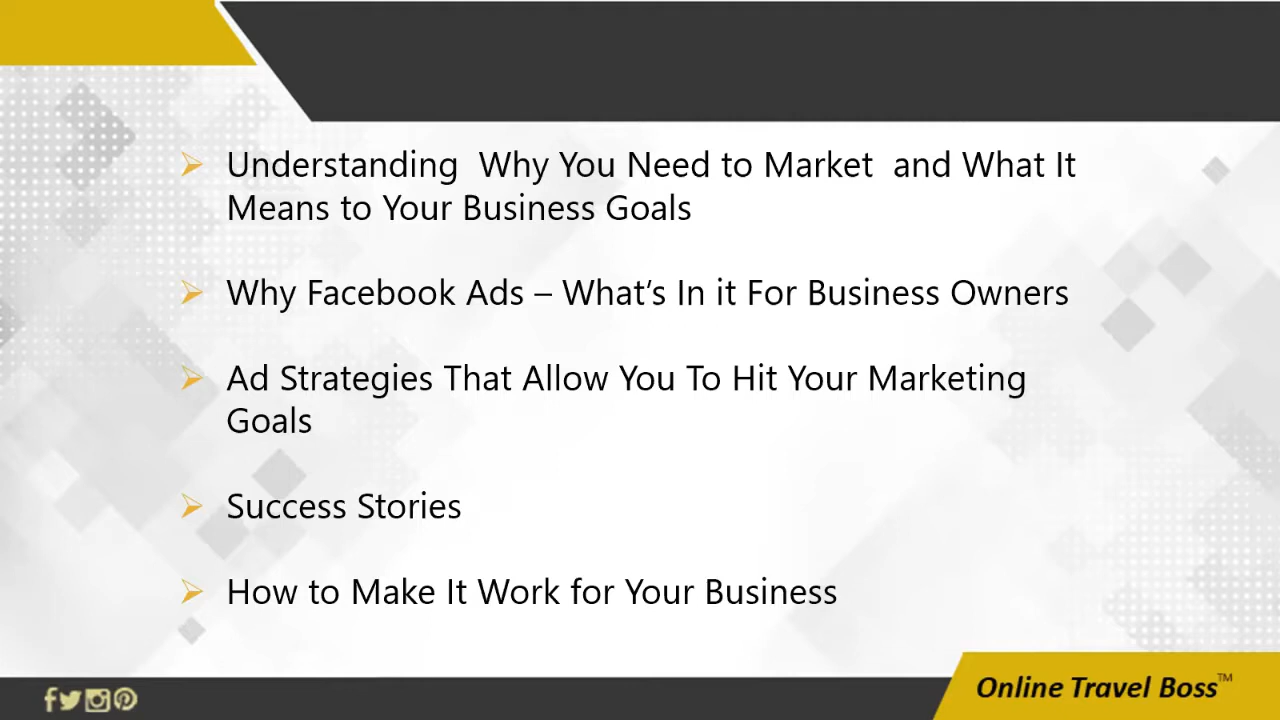 Understanding  Why You Need to Market  and What It
Means to Your Business Goals
Why Facebook Ads – What's In it For Business Owners
Ad Strategies That Allow You To Hit Your Marketing
Goals
Success Stories
How to Make It Work for Your Business
Online Travel Boss™